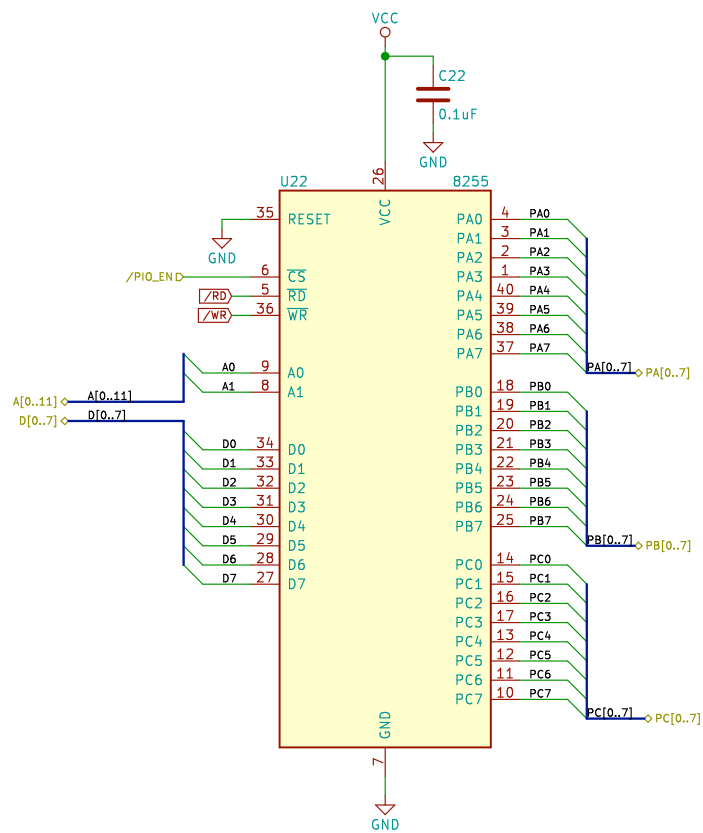 VCC
C22
0.1uF
GND
U22
26
8255
VCC
35 RESET
GND
/PIO_EN 6 CS
/RD 5 RD
/WR 36 WR
A0 9 A0
A1 8 A1
A[0..11] A[0..11]
D[0..7] D[0..7]
D0 34 D0
D1 33 D1
D2 32 D2
D3 31 D3
D4 30 D4
D5 29 D5
D6 28 D6
D7 27 D7
PA0 4 PA0
PA1 3 PA1
PA2 2 PA2
PA3 1 PA3
PA4 40 PA4
PA5 39 PA5
PA6 38 PA6
PA7 37 PA7
PA[0..7] PA[0..7]
PB0 18 PB0
PB1 19 PB1
PB2 20 PB2
PB3 21 PB3
PB4 22 PB4
PB5 23 PB5
PB6 24 PB6
PB7 25 PB7
PB[0..7] PB[0..7]
PC0 14 PC0
PC1 15 PC1
PC2 16 PC2
PC3 17 PC3
PC4 13 PC4
PC5 12 PC5
PC6 11 PC6
PC7 10 PC7
PC[0..7] PC[0..7]
GND
7
GND